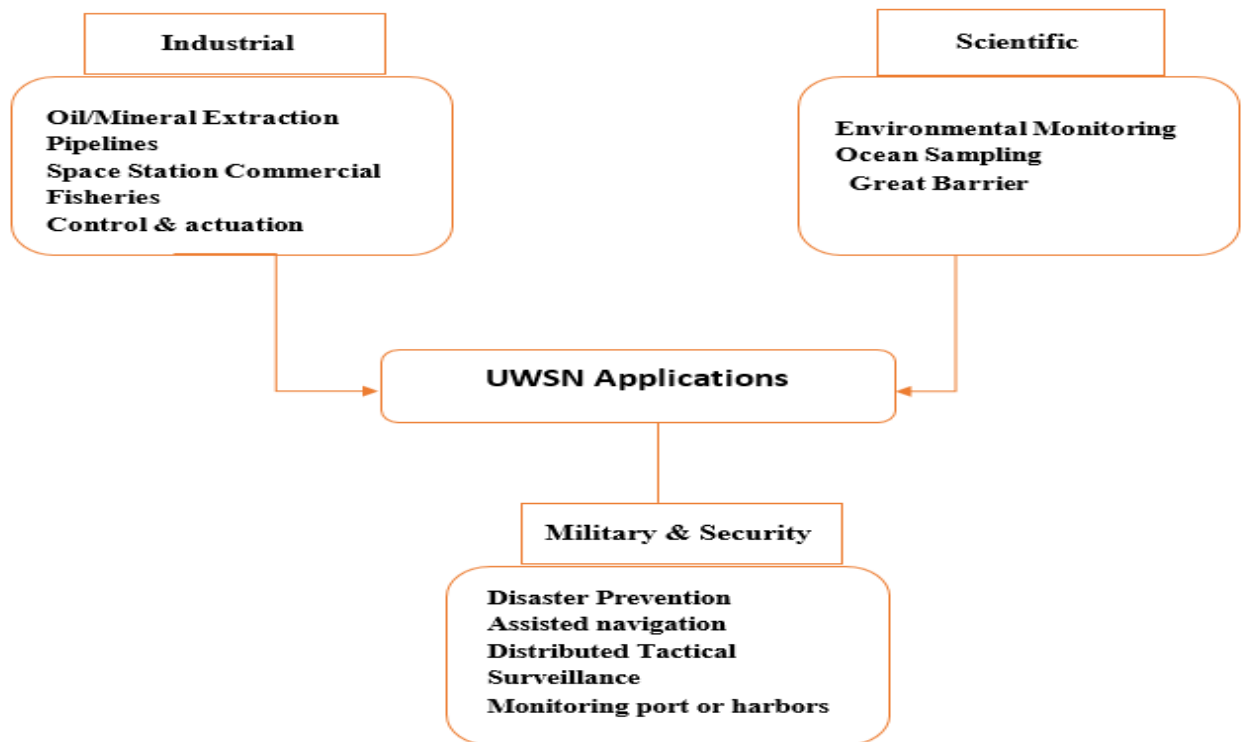 Industrial
Oil/Mineral Extraction
Pipelines
Space Station Commercial
Fisheries
Control & actuation
Scientific
Environmental Monitoring
Ocean Sampling
Great Barrier
UWSN Applications
Military & Security
Disaster Prevention
Assisted navigation
Distributed Tactical
Surveillance
Monitoring port or harbors